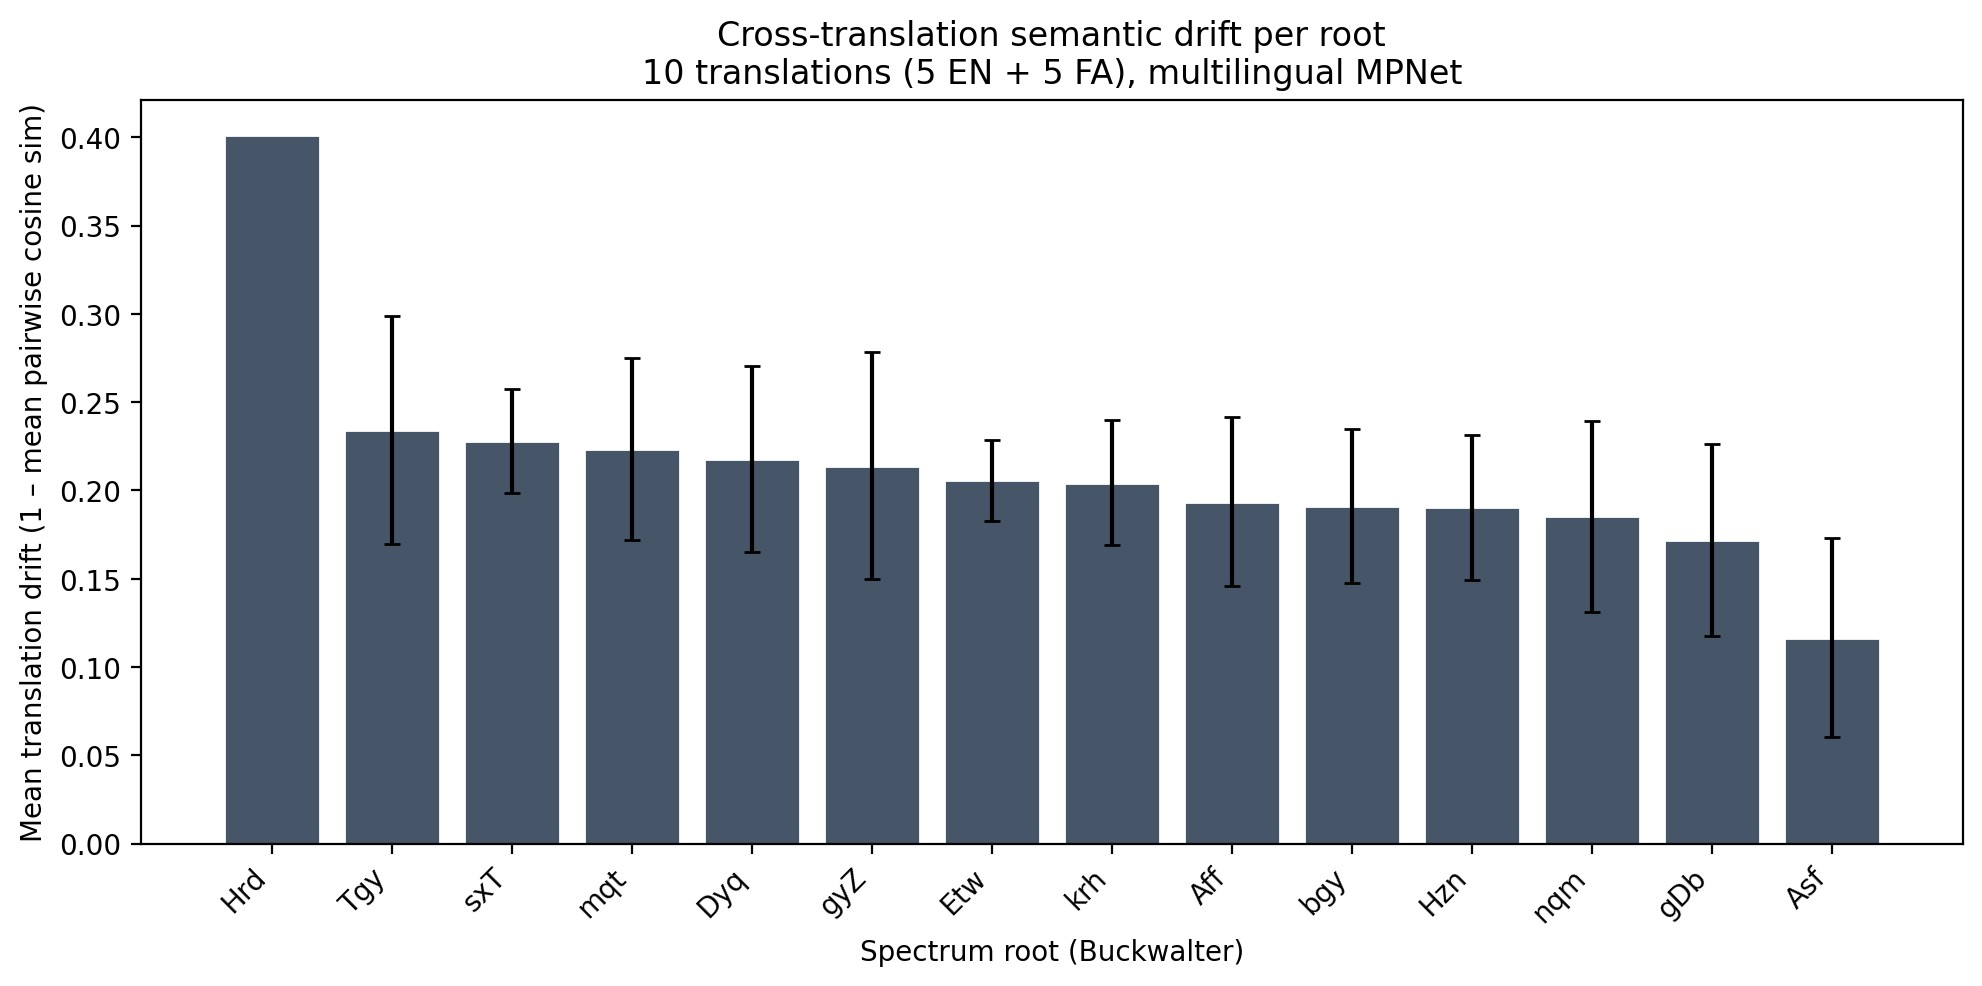 Cross-translation semantic drift per root
10 translations (5 EN + 5 FA), multilingual MPNet
Mean translation drift (1 – mean pairwise cosine sim)
0.40
0.35
0.30
0.25
0.20
0.15
0.10
0.05
0.00
Hrd
Tgy
sxT
mqt
Dyq
gyZ
Etw
krh
Aff
bgy
Hzn
nqm
gDb
Asf
Spectrum root (Buckwalter)